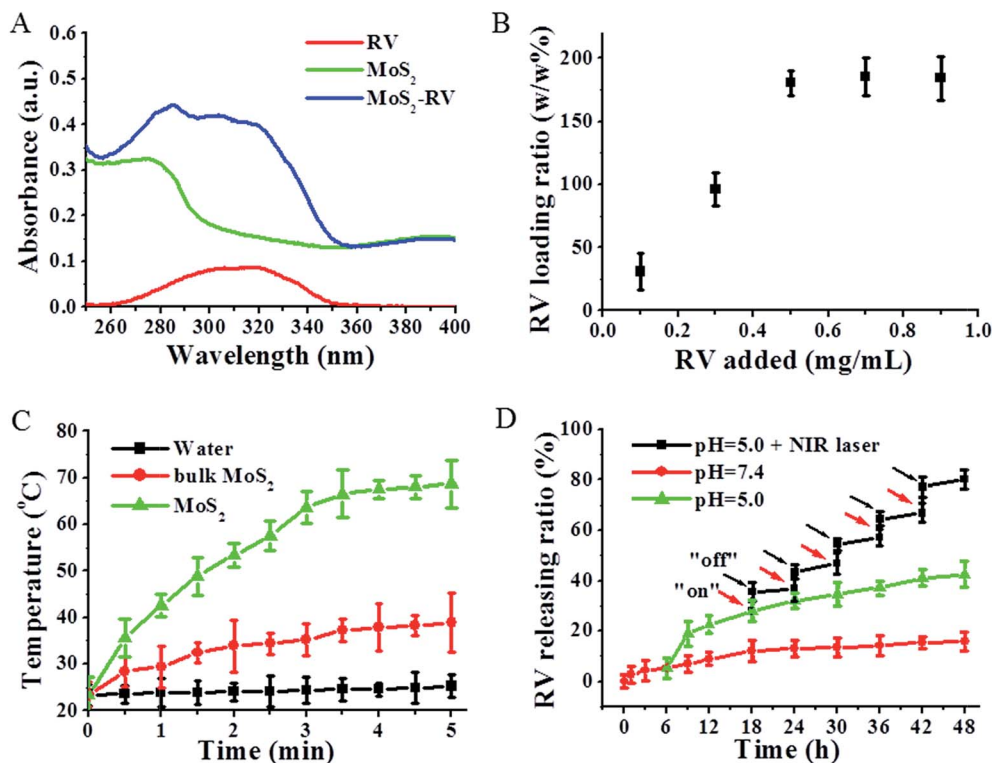 A
Absorbance (a.u.)
0.5
0.6
0.4
0.3
0.2
0.1
0.0
RV
MoS₂
MoS₂-RV
260 280 300 320 340 360 380 400
Wavelength (nm)
B
RV loading ratio (w/w%)
200
150
100
50
0
0.0 0.2 0.4 0.6 0.8 1.0
RV added (mg/mL)
C
Temperature (°C)
80
70
60
50
40
30
20
Water
bulk MoS₂
MoS₂
0 1 2 3 4 5
Time (min)
D
RV releasing ratio (%)
100
80
60
40
20
0
pH=5.0 + NIR laser
pH=7.4
pH=5.0
"off"
"on"
0 6 12 18 24 30 36 42 48
Time (h)